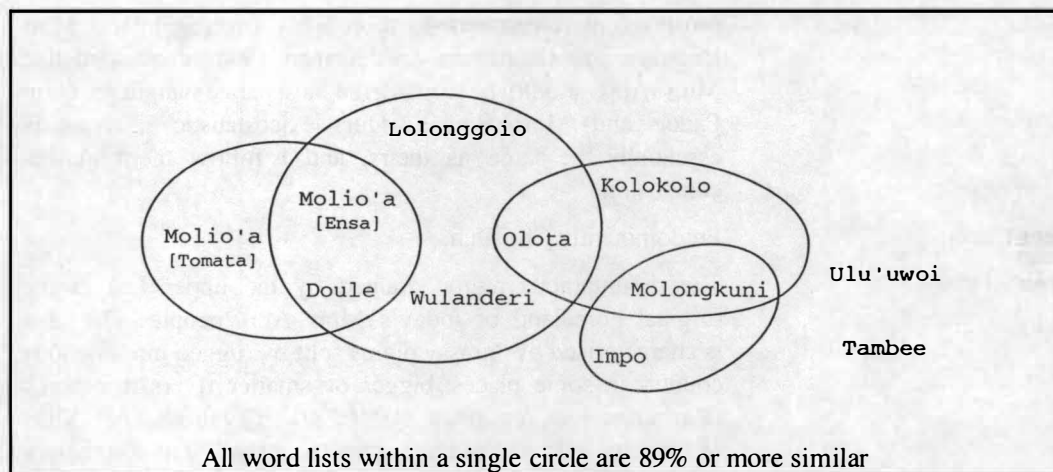 Lolonggoio
Kolokolo
Molio'a
[Ensa]
Molio'a
[Tomata]
Olota
Ulu'uwoi
Molongkuni
Doule
Wulanderi
Tambee
Impo
All word lists within a single circle are 89% or more similar